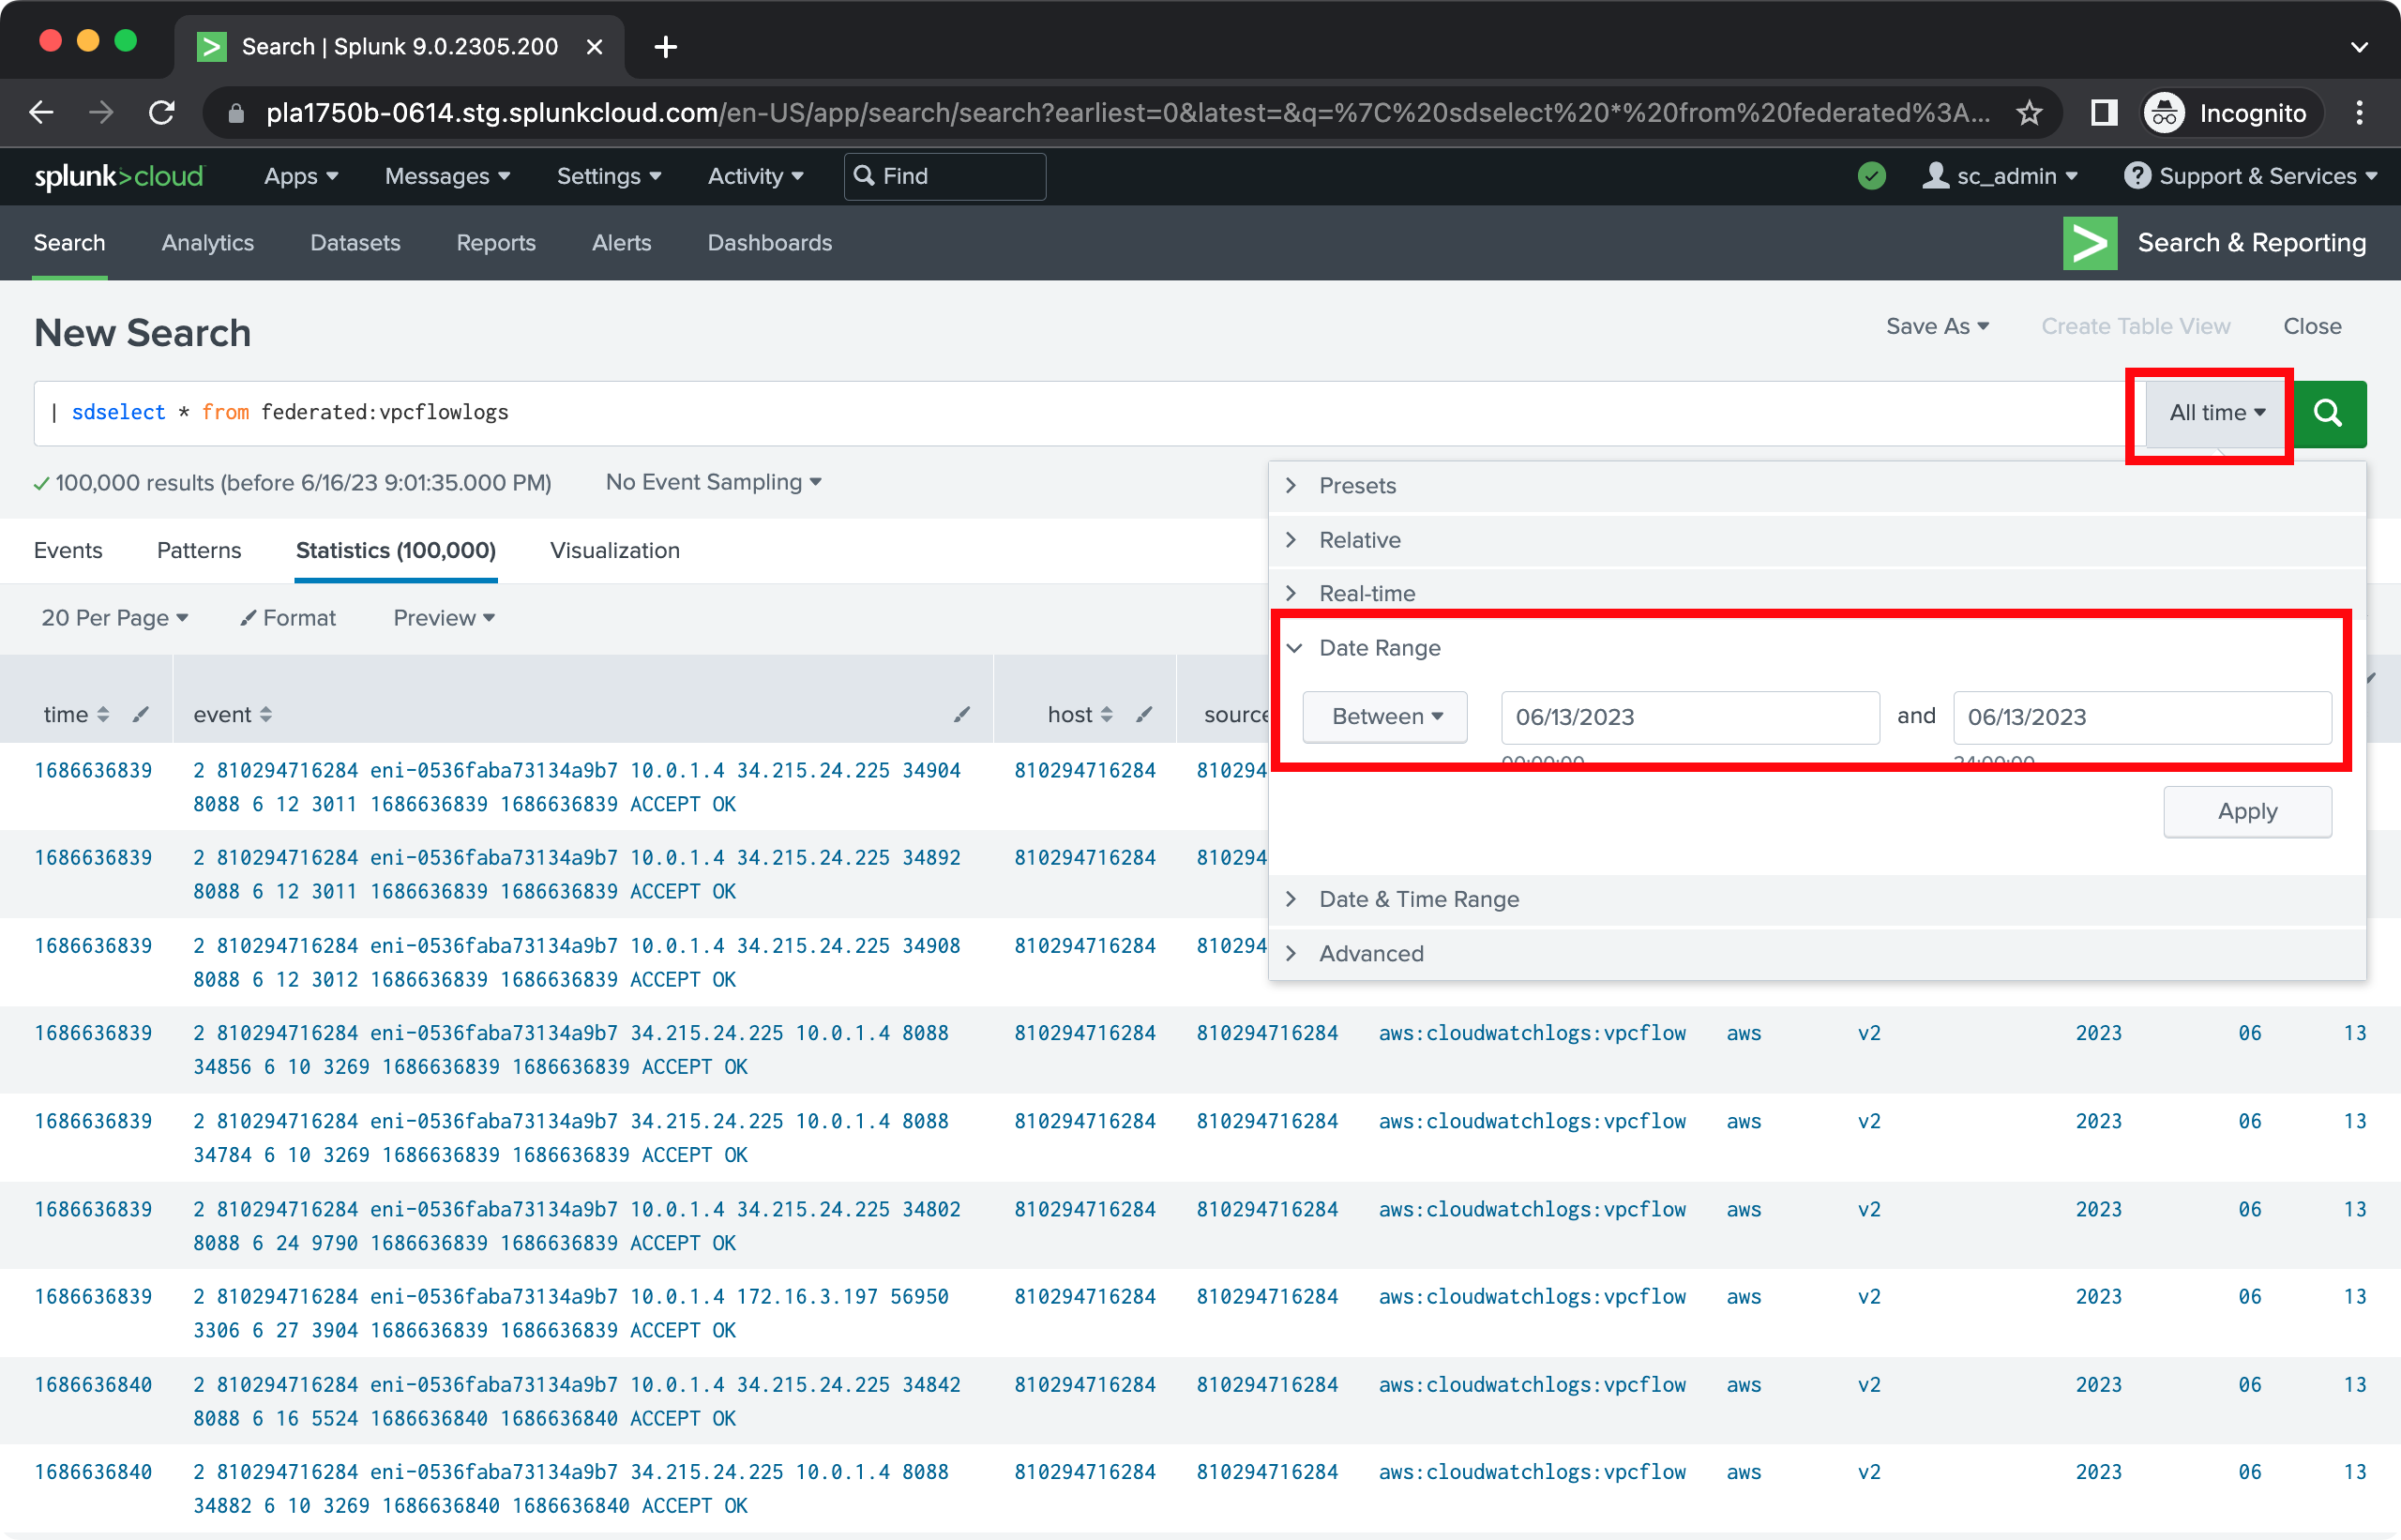 Search | Splunk 9.0.2305.200
pla1750b-0614.stg.splunkcloud.com/en-US/app/search/search?earliest=0&latest=&q=%7C%20sdselect%20*%20from%20federated%3A... Incognito
splunk>cloud Apps Messages Settings Activity Find sc_admin ? Support & Services
Search Analytics Datasets Reports Alerts Dashboards > Search & Reporting
New Search Save As Create Table View Close
| sdselect * from federated:vpcflowlogs All time
100,000 results (before 6/16/23 9:01:35.000 PM) No Event Sampling
Presets
Relative
Real-time
Date Range
Between 06/13/2023 and 06/13/2023
00:00:00 24:00:00
Apply
Date & Time Range
Advanced
Events Patterns Statistics (100,000) Visualization
20 Per Page Format Preview
time event host source
1686636839 2 810294716284 eni-0536faba73134a9b7 10.0.1.4 34.215.24.225 34904 810294716284 810294
8088 6 12 3011 1686636839 1686636839 ACCEPT OK
1686636839 2 810294716284 eni-0536faba73134a9b7 10.0.1.4 34.215.24.225 34892 810294716284 810294
8088 6 12 3011 1686636839 1686636839 ACCEPT OK
1686636839 2 810294716284 eni-0536faba73134a9b7 10.0.1.4 34.215.24.225 34908 810294716284 810294
8088 6 12 3012 1686636839 1686636839 ACCEPT OK
1686636839 2 810294716284 eni-0536faba73134a9b7 34.215.24.225 10.0.1.4 8088 810294716284 810294716284 aws:cloudwatchlogs:vpcflow aws v2 2023 06 13
34856 6 10 3269 1686636839 1686636839 ACCEPT OK
1686636839 2 810294716284 eni-0536faba73134a9b7 34.215.24.225 10.0.1.4 8088 810294716284 810294716284 aws:cloudwatchlogs:vpcflow aws v2 2023 06 13
34784 6 10 3269 1686636839 1686636839 ACCEPT OK
1686636839 2 810294716284 eni-0536faba73134a9b7 10.0.1.4 34.215.24.225 34802 810294716284 810294716284 aws:cloudwatchlogs:vpcflow aws v2 2023 06 13
8088 6 24 9790 1686636839 1686636839 ACCEPT OK
1686636839 2 810294716284 eni-0536faba73134a9b7 10.0.1.4 172.16.3.197 56950 810294716284 810294716284 aws:cloudwatchlogs:vpcflow aws v2 2023 06 13
3306 6 27 3904 1686636839 1686636839 ACCEPT OK
1686636840 2 810294716284 eni-0536faba73134a9b7 10.0.1.4 34.215.24.225 34842 810294716284 810294716284 aws:cloudwatchlogs:vpcflow aws v2 2023 06 13
8088 6 16 5524 1686636840 1686636840 ACCEPT OK
1686636840 2 810294716284 eni-0536faba73134a9b7 34.215.24.225 10.0.1.4 8088 810294716284 810294716284 aws:cloudwatchlogs:vpcflow aws v2 2023 06 13
34882 6 10 3269 1686636840 1686636840 ACCEPT OK